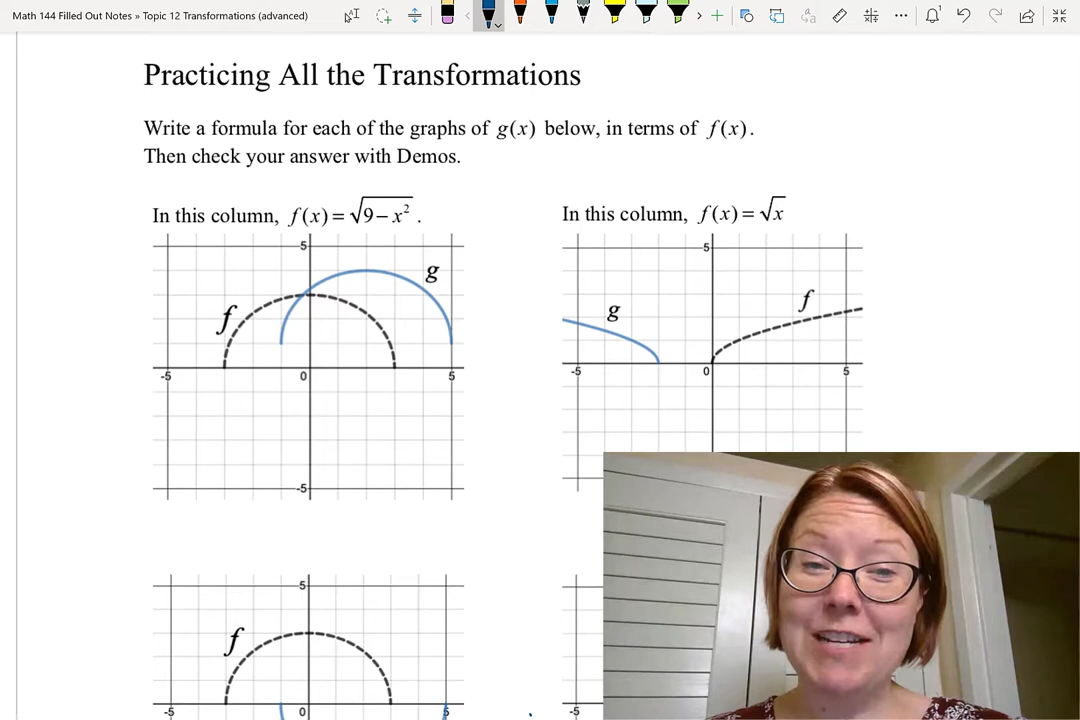 Math 144 Filled Out Notes » Topic 12 Transformations (advanced)
Practicing All the Transformations
Write a formula for each of the graphs of g(x) below, in terms of f(x).
Then check your answer with Demos.
In this column, f(x)=√9−x² .
In this column, f(x)=√x
5
g
f
-5
0
5
-5
5
f
g
-5
0
5
5
f
-5
0
5
-5